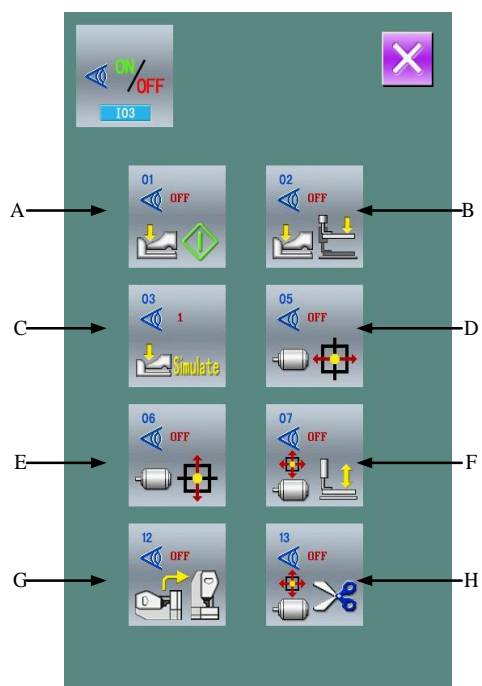 ON
/OFF
I03
A
01
OFF
02
OFF
B
C
03
1
Simulate
05
OFF
D
E
06
OFF
07
OFF
F
G
12
OFF
13
OFF
H